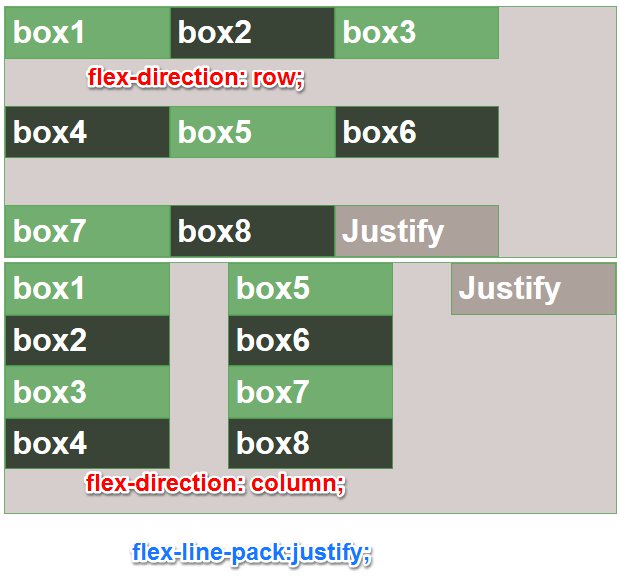 box1 box2 box3
flex-direction: row;
box4 box5 box6
box7 box8 Justify
box1 box5 Justify
box2 box6
box3 box7
box4 box8
flex-direction: column;
flex-line-pack:justify;